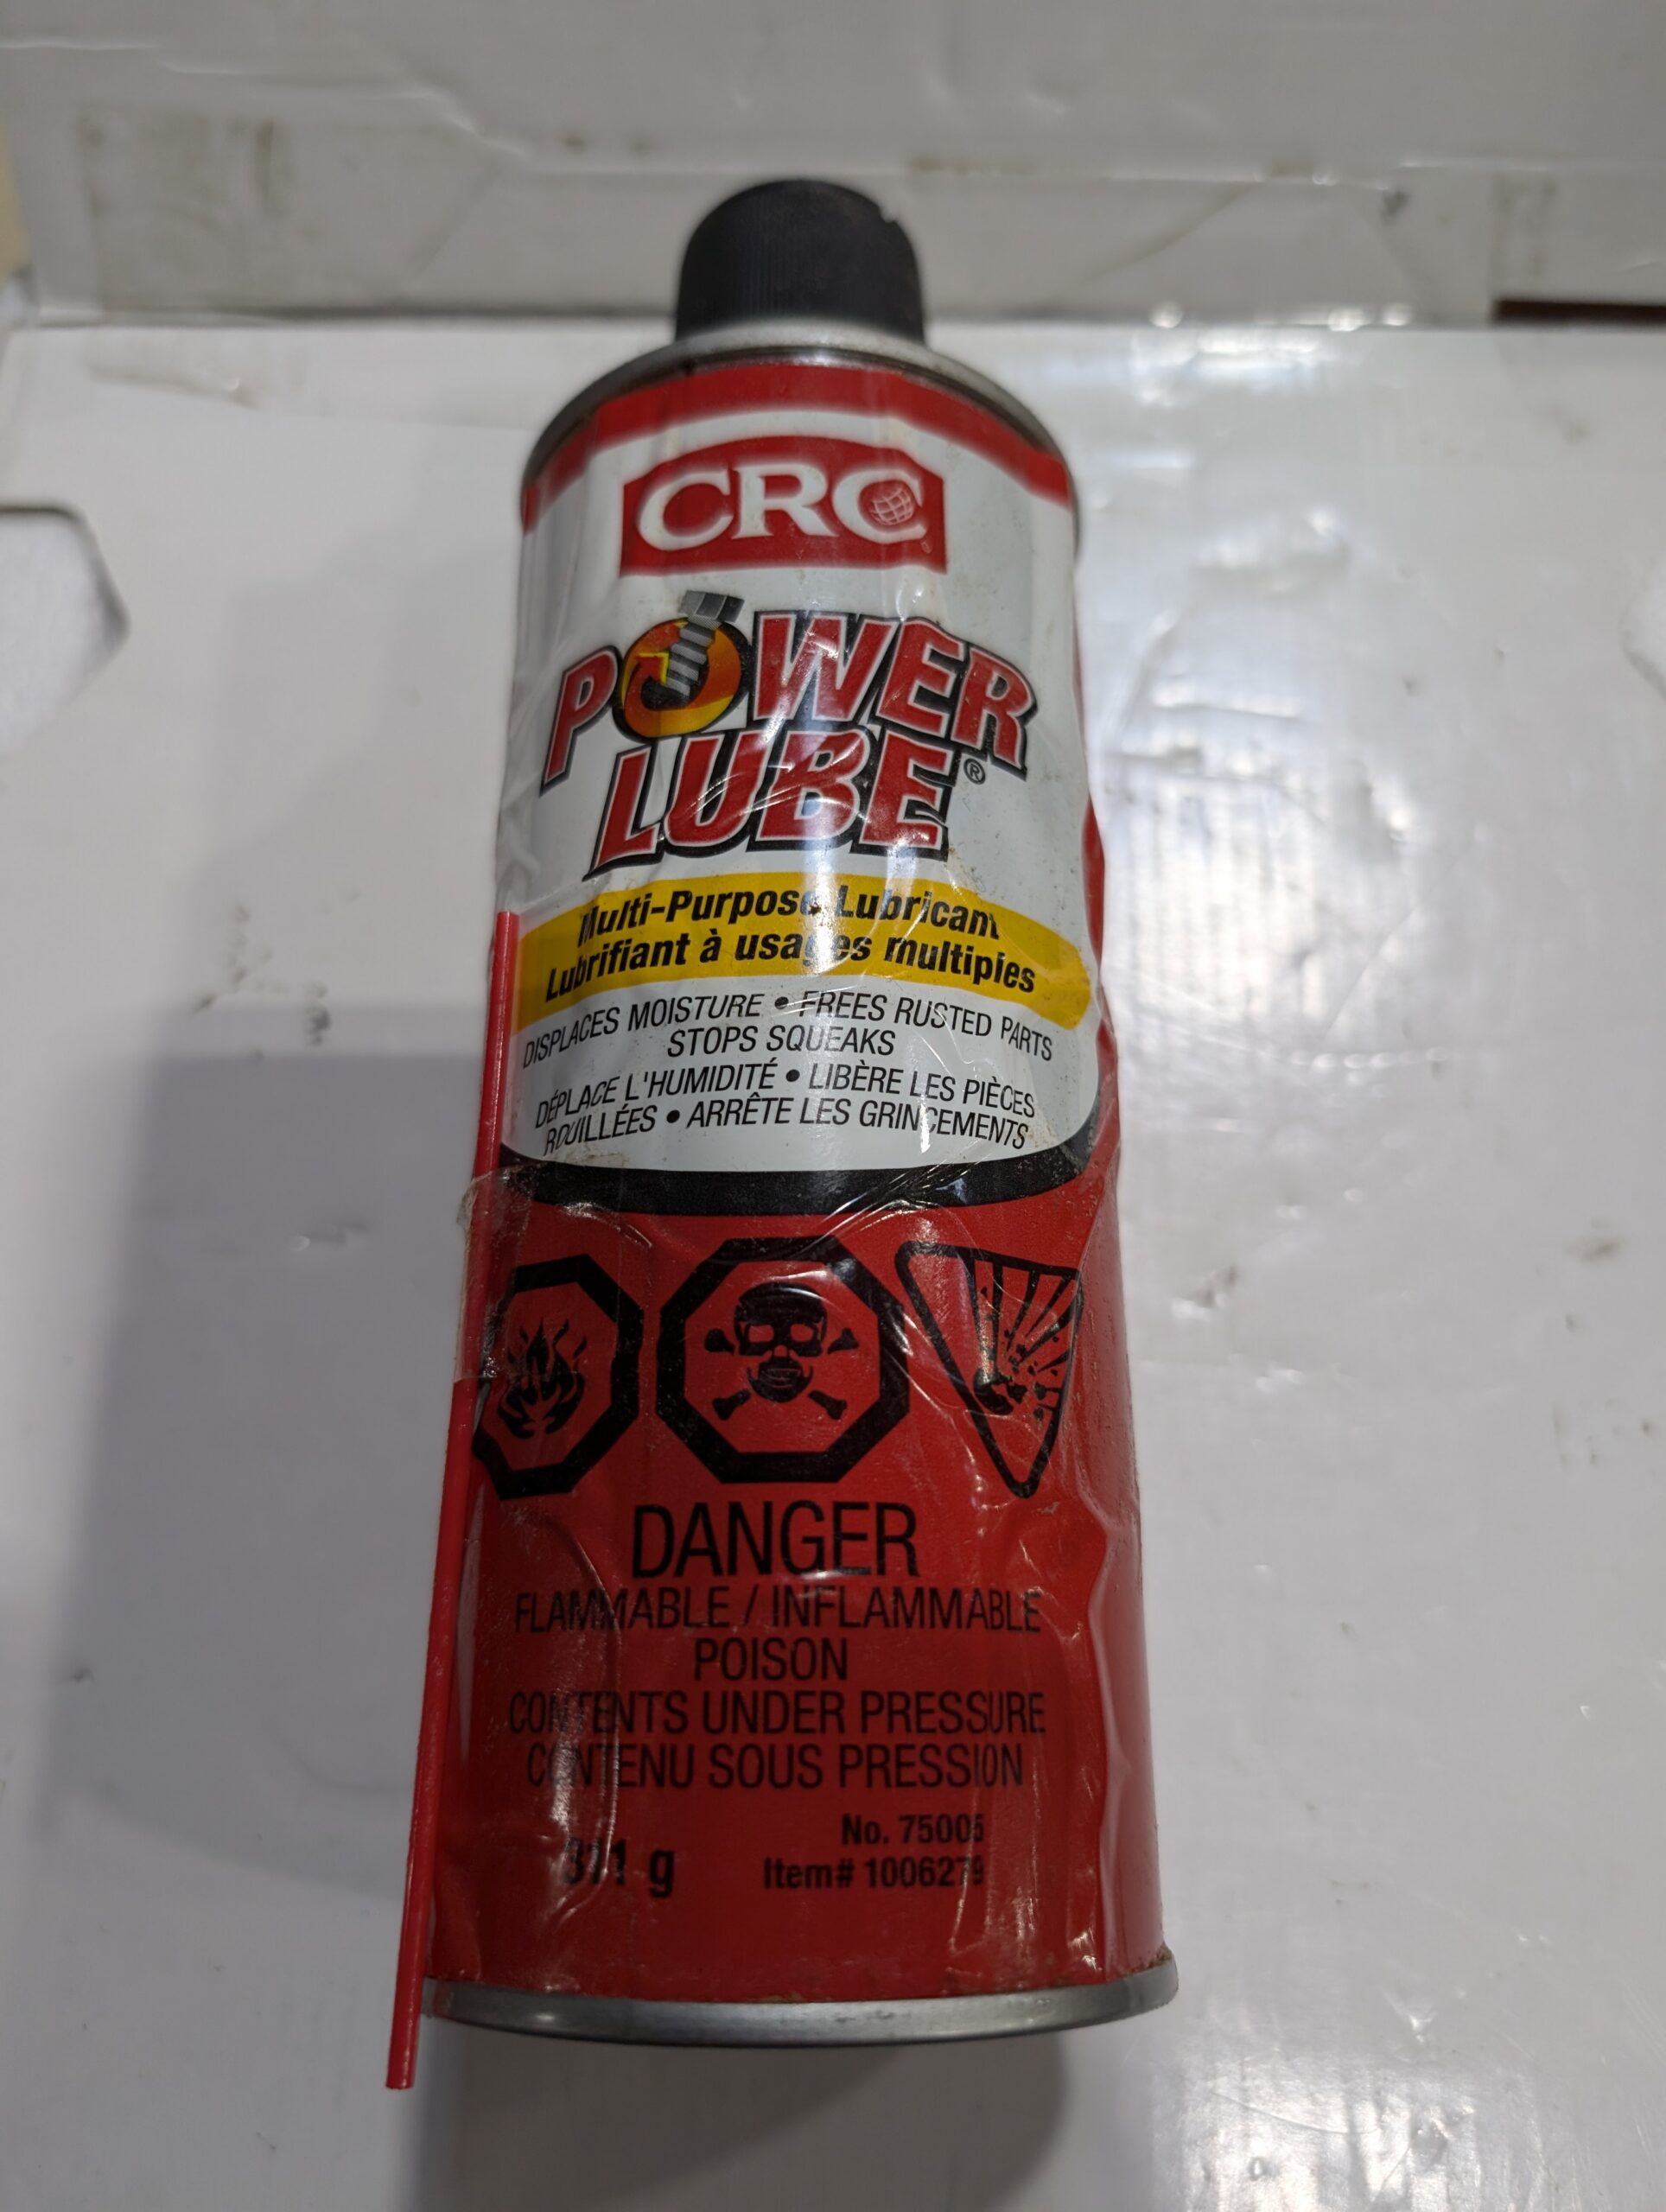 CRC
POWER
LUBE®
Multi-Purpose Lubricant
Lubrifiant à usages multiples
DISPLACES MOISTURE • FREES RUSTED PARTS
STOPS SQUEAKS
DÉPLACE L'HUMIDITÉ • LIBÈRE LES PIÈCES
ROUILLÉES • ARRÊTE LES GRINCEMENTS
DANGER
FLAMMABLE / INFLAMMABLE
POISON
CONTENTS UNDER PRESSURE
CONTENU SOUS PRESSION
No. 75005
311 g
Item# 1006279